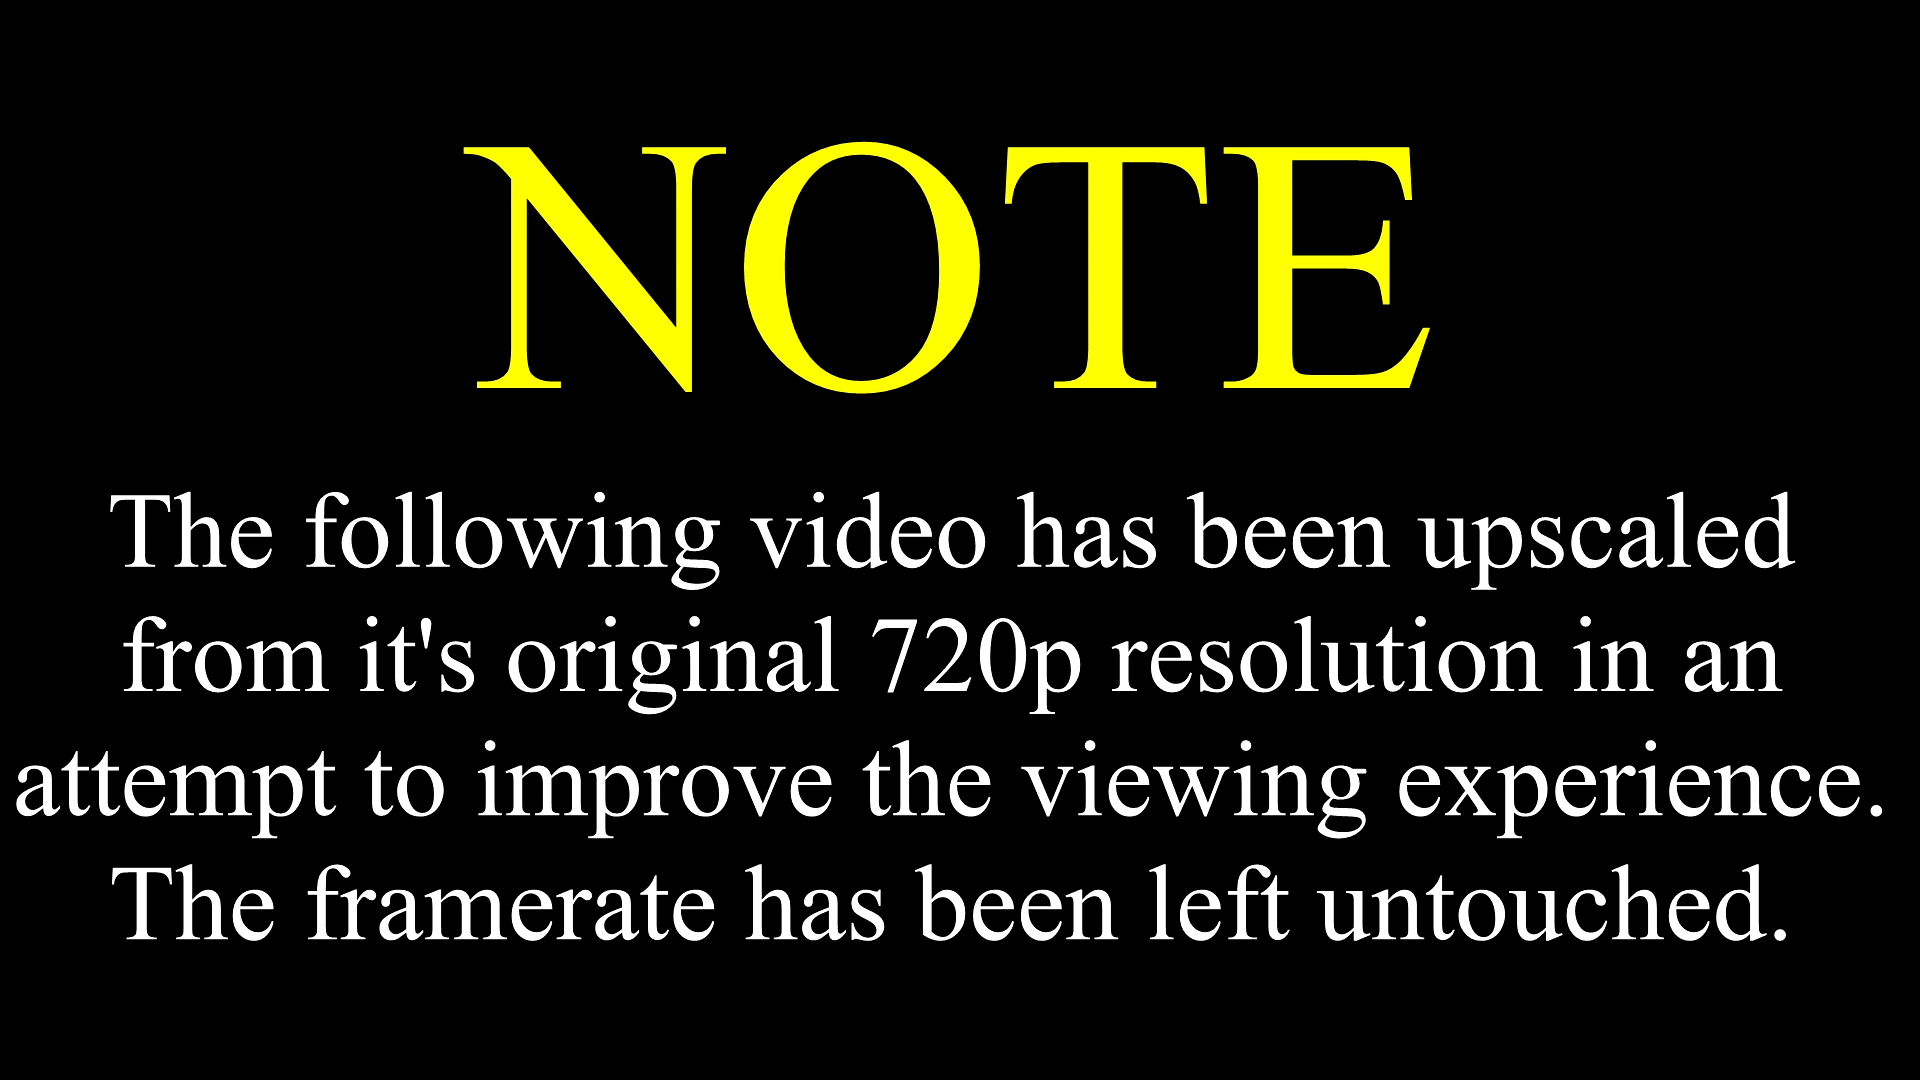 NOTE
The following video has been upscaled
from it's original 720p resolution in an
attempt to improve the viewing experience.
The framerate has been left untouched.